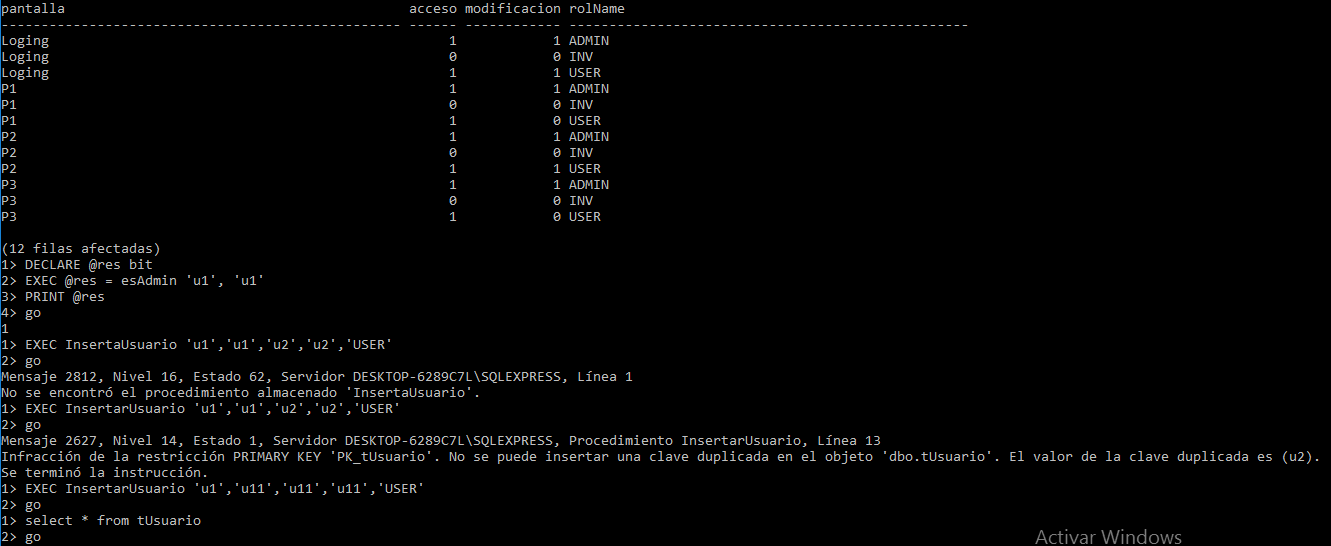 pantalla acceso modificacion rolName
-------------------------------------------------- ------ ------------ --------------------------------------------------
Loging 1 1 ADMIN
Loging 0 0 INV
Loging 1 1 USER
P1 1 1 ADMIN
P1 0 0 INV
P1 1 0 USER
P2 1 1 ADMIN
P2 0 0 INV
P2 1 1 USER
P3 1 1 ADMIN
P3 0 0 INV
P3 1 0 USER
(12 filas afectadas)
1> DECLARE @res bit
2> EXEC @res = esAdmin 'u1', 'u1'
3> PRINT @res
4> go
1
1> EXEC InsertaUsuario 'u1','u1','u2','u2','USER'
2> go
Mensaje 2812, Nivel 16, Estado 62, Servidor DESKTOP-6289C7L\SQLEXPRESS, Línea 1
No se encontró el procedimiento almacenado 'InsertaUsuario'.
1> EXEC InsertarUsuario 'u1','u1','u2','u2','USER'
2> go
Mensaje 2627, Nivel 14, Estado 1, Servidor DESKTOP-6289C7L\SQLEXPRESS, Procedimiento InsertarUsuario, Línea 13
Infracción de la restricción PRIMARY KEY 'PK_tUsuario'. No se puede insertar una clave duplicada en el objeto 'dbo.tUsuario'. El valor de la clave duplicada es (u2).
Se terminó la instrucción.
1> EXEC InsertarUsuario 'u1','u11','u11','u11','USER'
2> go
1> select * from tUsuario
2> go
Activar Windows